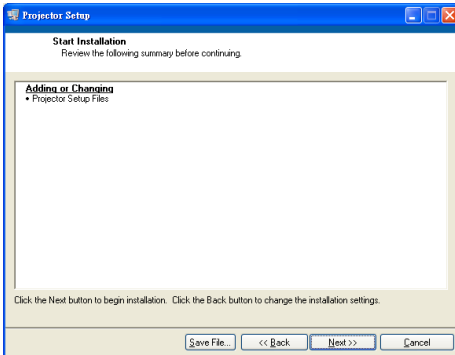 Projector Setup
Start Installation
Review the following summary before continuing.
Adding or Changing
• Projector Setup Files
Click the Next button to begin installation.  Click the Back button to change the installation settings.
Save File... << Back Next >> Cancel